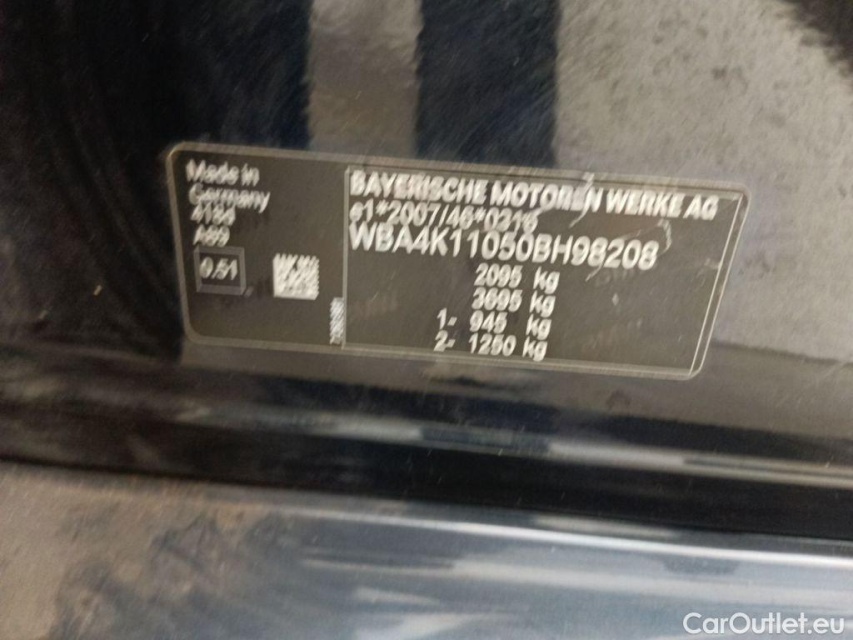 Made in
Germany
A89
0.51
BAYERISCHE MOTOREN WERKE AG
e1*2007/46*0316
WBA4K11050BH98208
2095 kg
3695 kg
1- 945 kg
2- 1250 kg
CarOutlet.eu